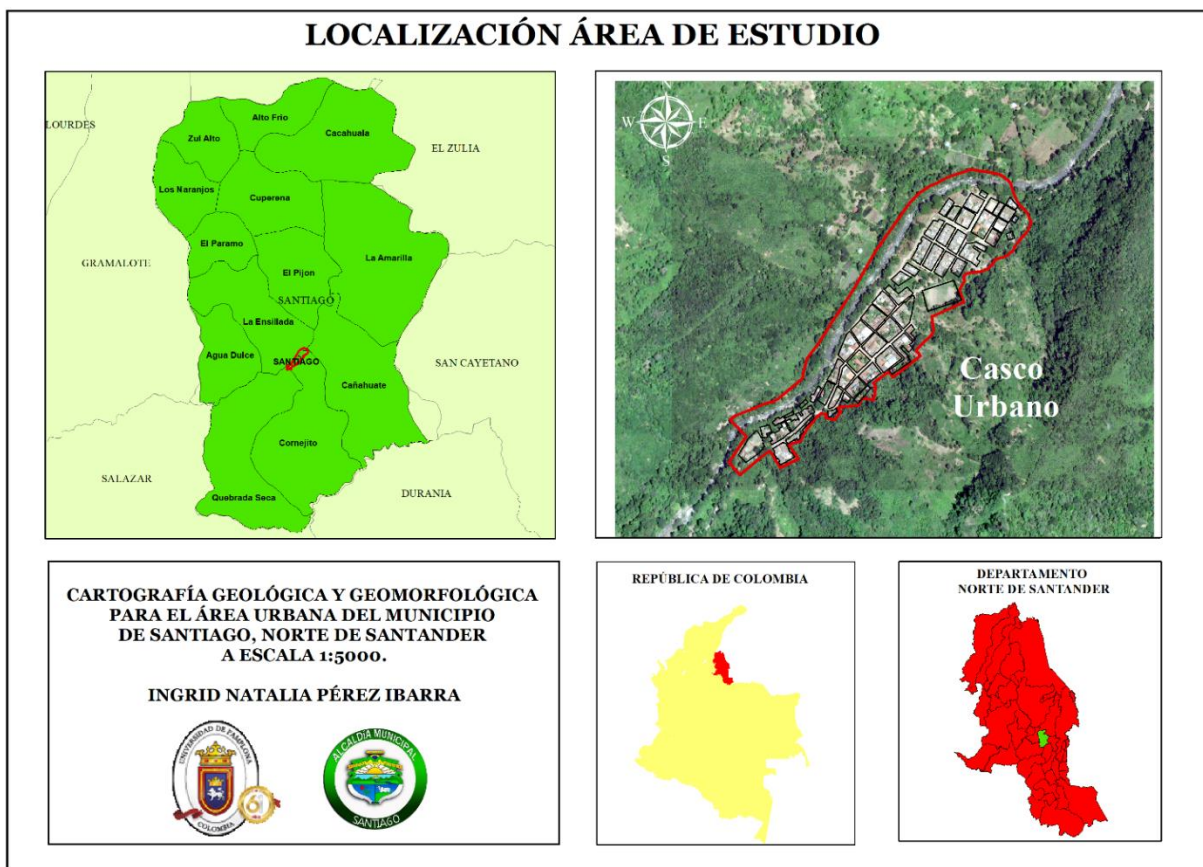 LOCALIZACIÓN ÁREA DE ESTUDIO
LOURDES
Alto Frio
Zul Alto
Cacahuala
EL ZULIA
Los Naranjos
Cuperena
El Paramo
GRAMALOTE
La Amarilla
El Pijon
SANTIAGO
La Ensillada
Agua Dulce
SANTIAGO
SAN CAYETANO
Cañahuate
Cornejito
SALAZAR
Quebrada Seca
DURANIA
N
W E
S
Casco
Urbano
CARTOGRAFÍA GEOLÓGICA Y GEOMORFOLÓGICA
PARA EL ÁREA URBANA DEL MUNICIPIO
DE SANTIAGO, NORTE DE SANTANDER
A ESCALA 1:5000.
INGRID NATALIA PÉREZ IBARRA
UNIVERSIDAD DE PAMPLONA
COLOMBIA
ALCALDÍA MUNICIPAL
SANTIAGO
REPÚBLICA DE COLOMBIA
DEPARTAMENTO
NORTE DE SANTANDER